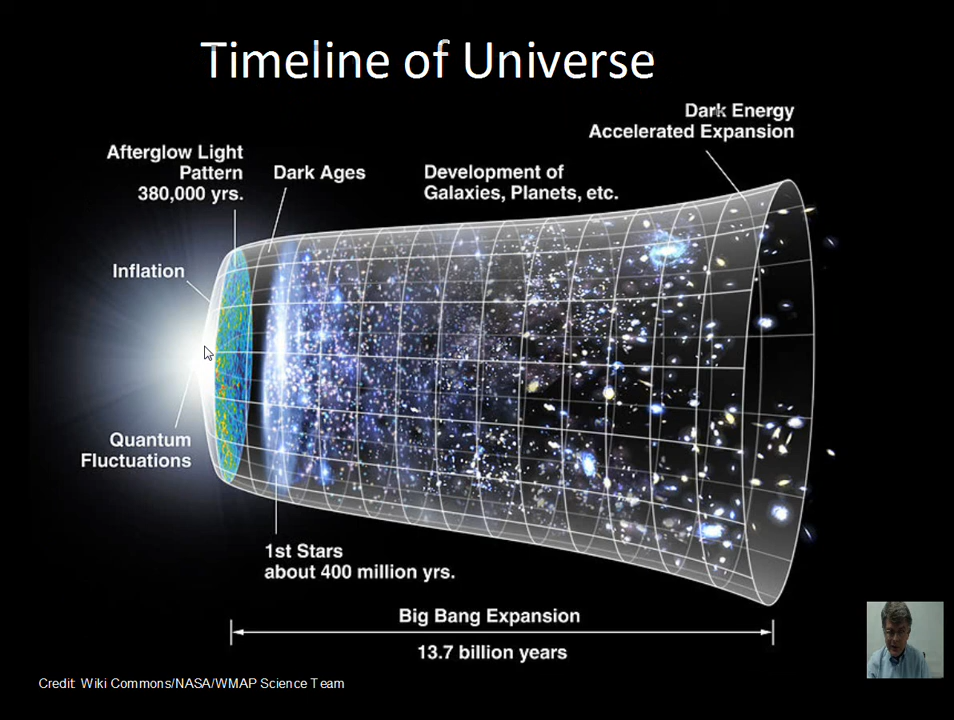 Timeline of Universe
Dark Energy
Accelerated Expansion
Afterglow Light
Pattern
380,000 yrs.
Dark Ages
Development of
Galaxies, Planets, etc.
Inflation
Quantum
Fluctuations
1st Stars
about 400 million yrs.
Big Bang Expansion
13.7 billion years
Credit: Wiki Commons/NASA/WMAP Science Team